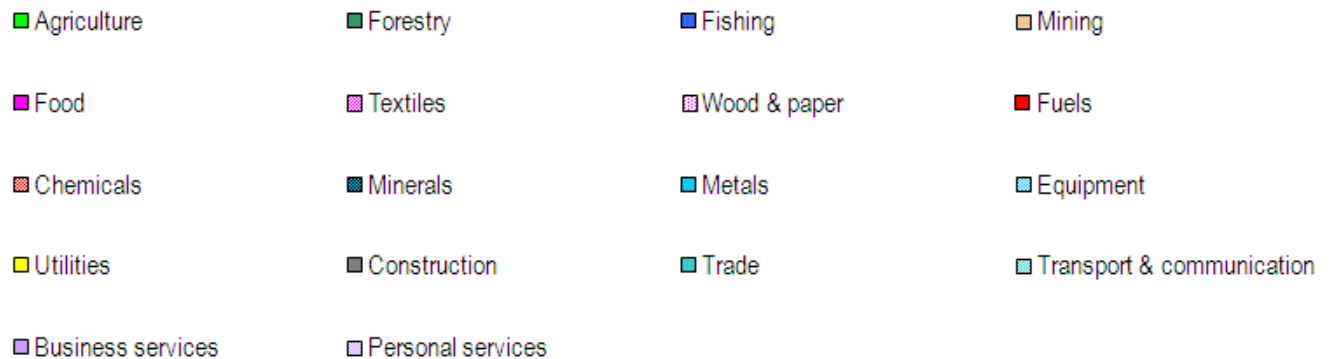 Agriculture Forestry Fishing Mining
Food Textiles Wood & paper Fuels
Chemicals Minerals Metals Equipment
Utilities Construction Trade Transport & communication
Business services Personal services